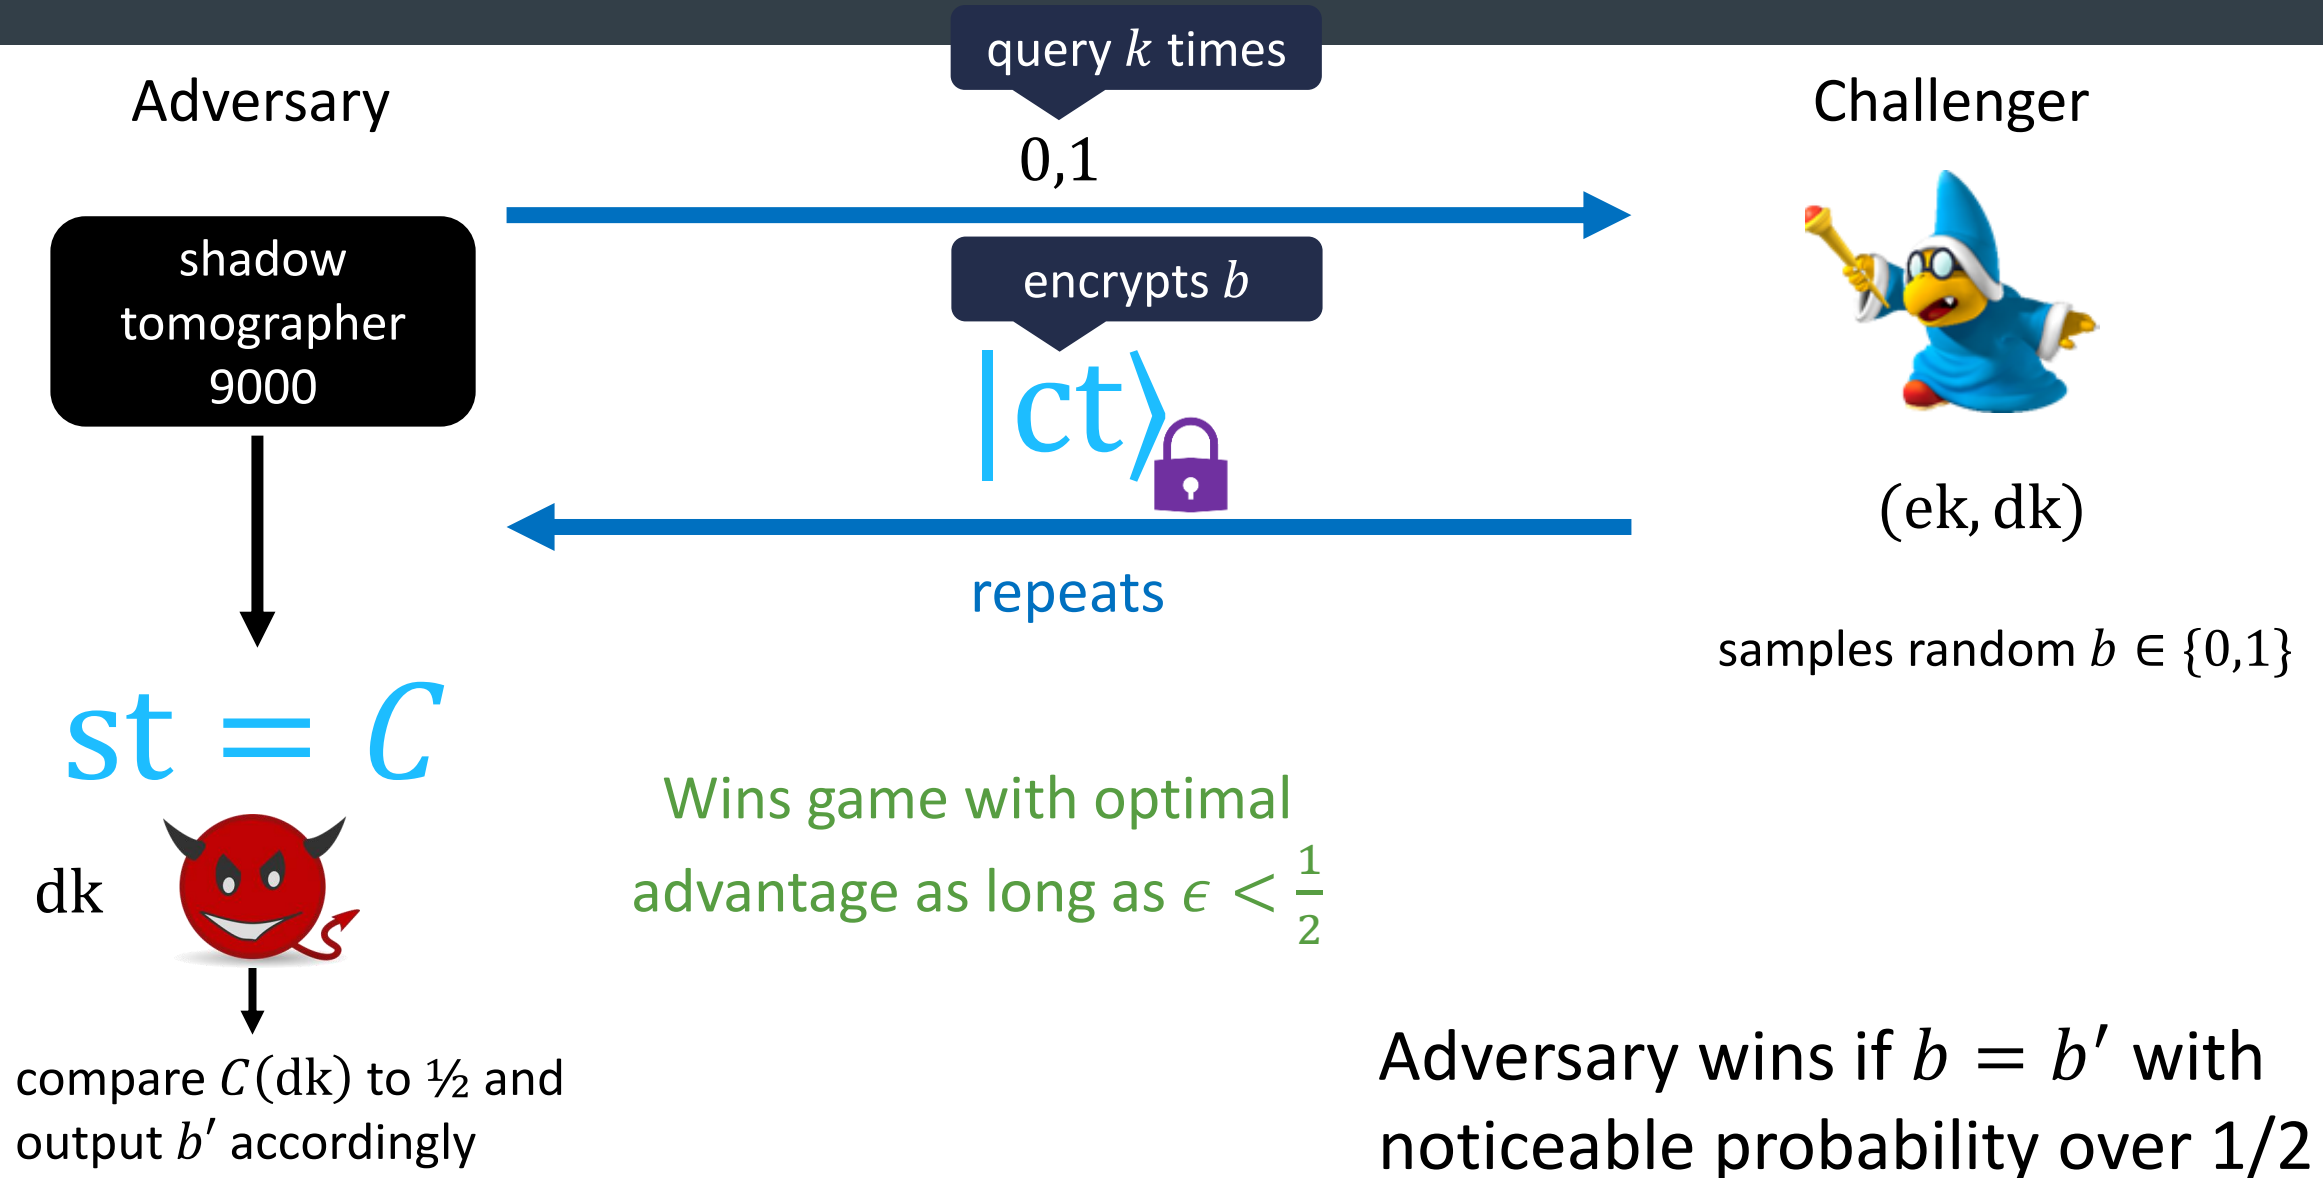 query k times
Adversary
Challenger
0,1
shadow
tomographer
9000
encrypts b
|ct⟩
(ek, dk)
repeats
samples random b ∈ {0,1}
st = C
Wins game with optimal
advantage as long as ϵ < 1/2
dk
compare C(dk) to ½ and
output b′ accordingly
Adversary wins if b = b′ with
noticeable probability over 1/2